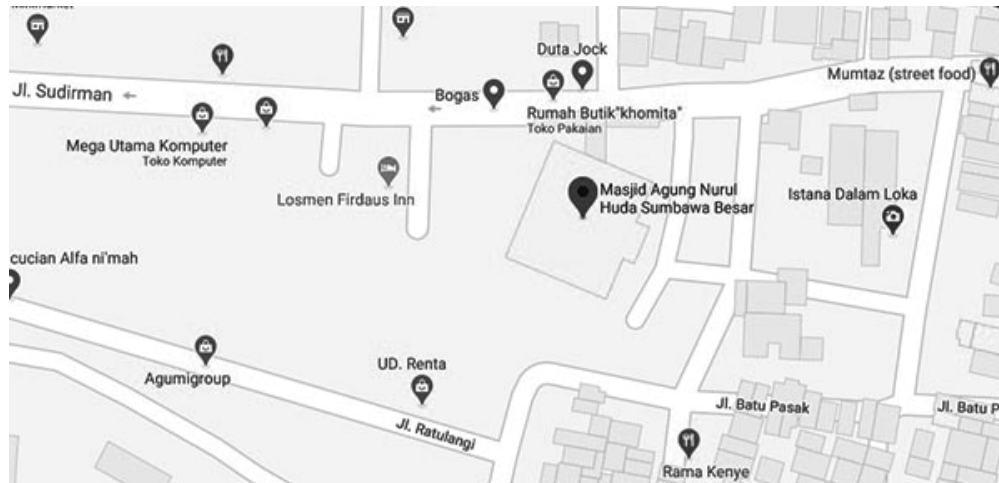 Duta Jock
Mumtaz (street food)
Jl. Sudirman
Bogas
Rumah Butik"khomita"
Toko Pakaian
Mega Utama Komputer
Toko Komputer
Losmen Firdaus Inn
Masjid Agung Nurul
Huda Sumbawa Besar
Istana Dalam Loka
cucian Alfa ni'mah
Agumigroup
UD. Renta
Jl. Ratulangi
Jl. Batu Pasak
Jl. Batu P
Rama Kenye